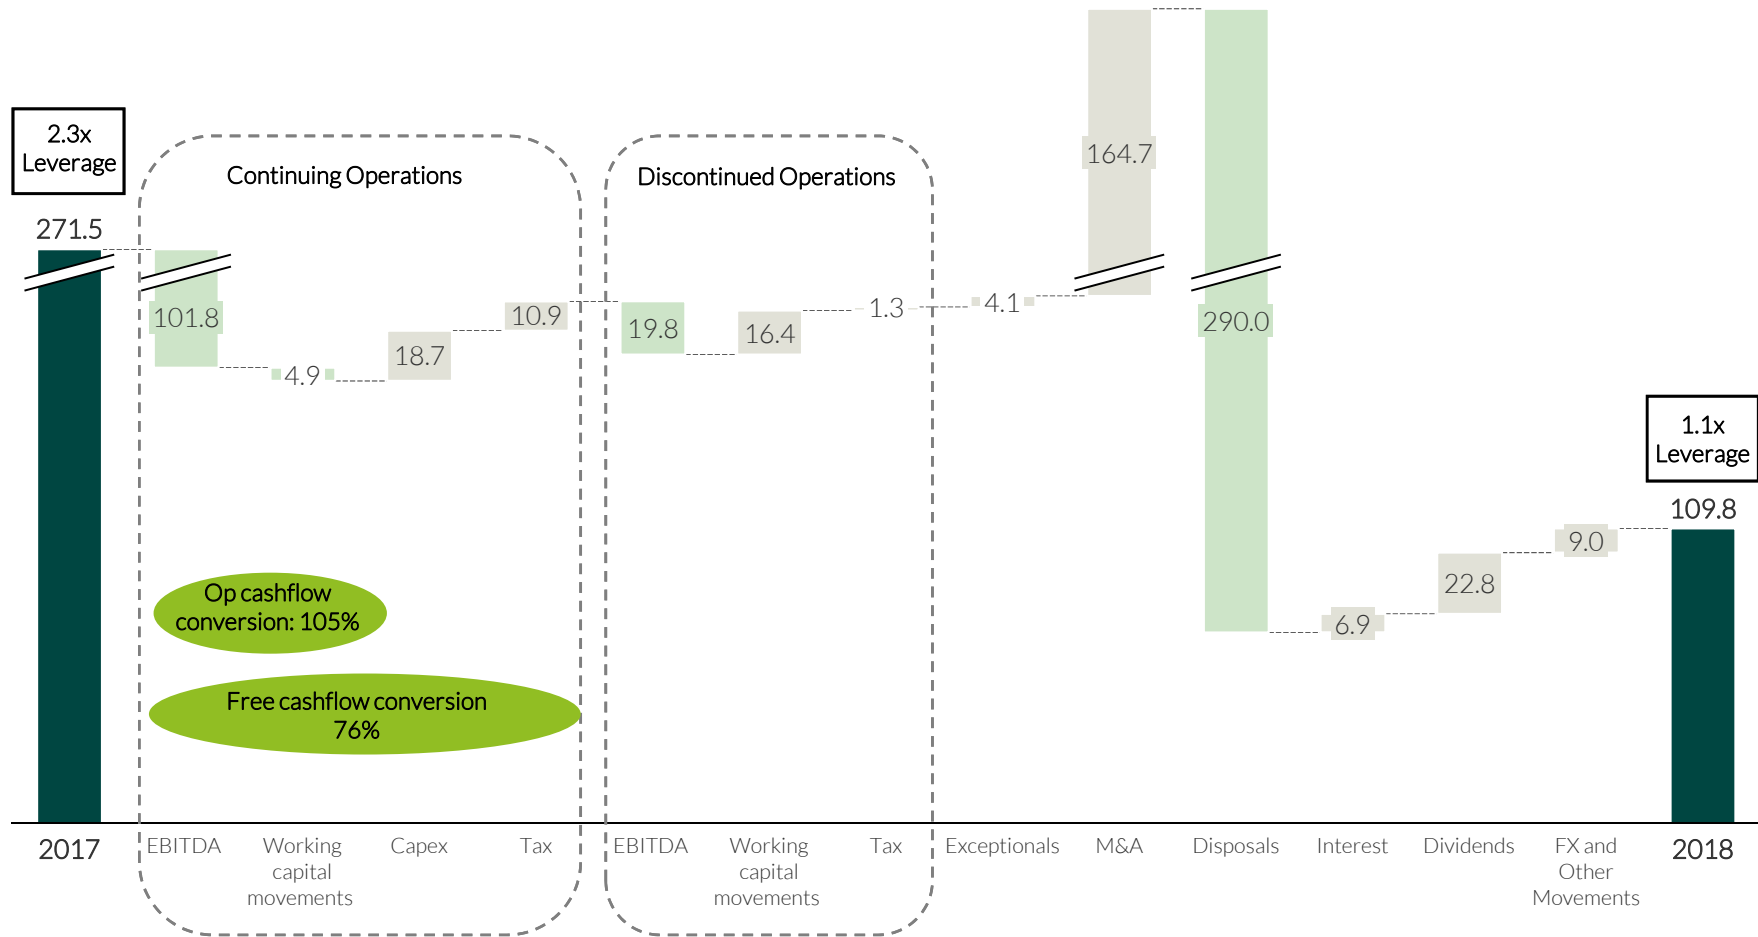 2.3x
Leverage
271.5
Continuing Operations
Discontinued Operations
101.8
4.9
18.7
10.9
19.8
16.4
1.3
4.1
164.7
290.0
6.9
22.8
9.0
1.1x
Leverage
109.8
Op cashflow
conversion: 105%
Free cashflow conversion
76%
2017
EBITDA
Working
capital
movements
Capex
Tax
EBITDA
Working
capital
movements
Tax
Exceptionals
M&A
Disposals
Interest
Dividends
FX and
Other
Movements
2018